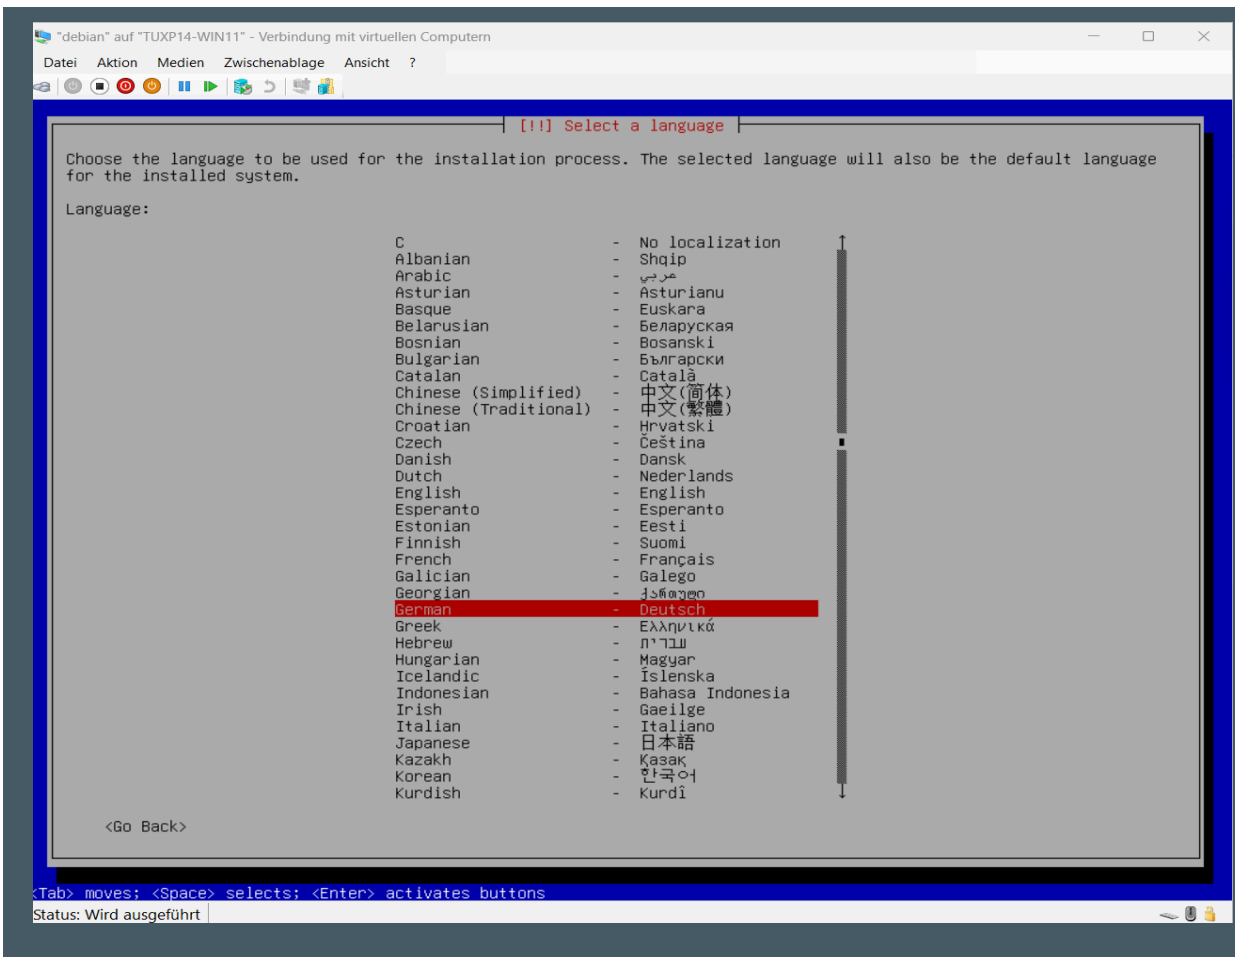 "debian" auf "TUXP14-WIN11" - Verbindung mit virtuellen Computern
Datei Aktion Medien Zwischenablage Ansicht ?
[!!] Select a language
Choose the language to be used for the installation process. The selected language will also be the default language
for the installed system.
Language:
C - No localization
Albanian - Shqip
Arabic - عربي
Asturian - Asturianu
Basque - Euskara
Belarusian - Беларуская
Bosnian - Bosanski
Bulgarian - Български
Catalan - Català
Chinese (Simplified) - 中文(简体)
Chinese (Traditional) - 中文(繁體)
Croatian - Hrvatski
Czech - Čeština
Danish - Dansk
Dutch - Nederlands
English - English
Esperanto - Esperanto
Estonian - Eesti
Finnish - Suomi
French - Français
Galician - Galego
Georgian - ქართული
German - Deutsch
Greek - Ελληνικά
Hebrew - עברית
Hungarian - Magyar
Icelandic - Íslenska
Indonesian - Bahasa Indonesia
Irish - Gaeilge
Italian - Italiano
Japanese - 日本語
Kazakh - Қазақ
Korean - 한국어
Kurdish - Kurdî
<Go Back>
<Tab> moves; <Space> selects; <Enter> activates buttons
Status: Wird ausgeführt